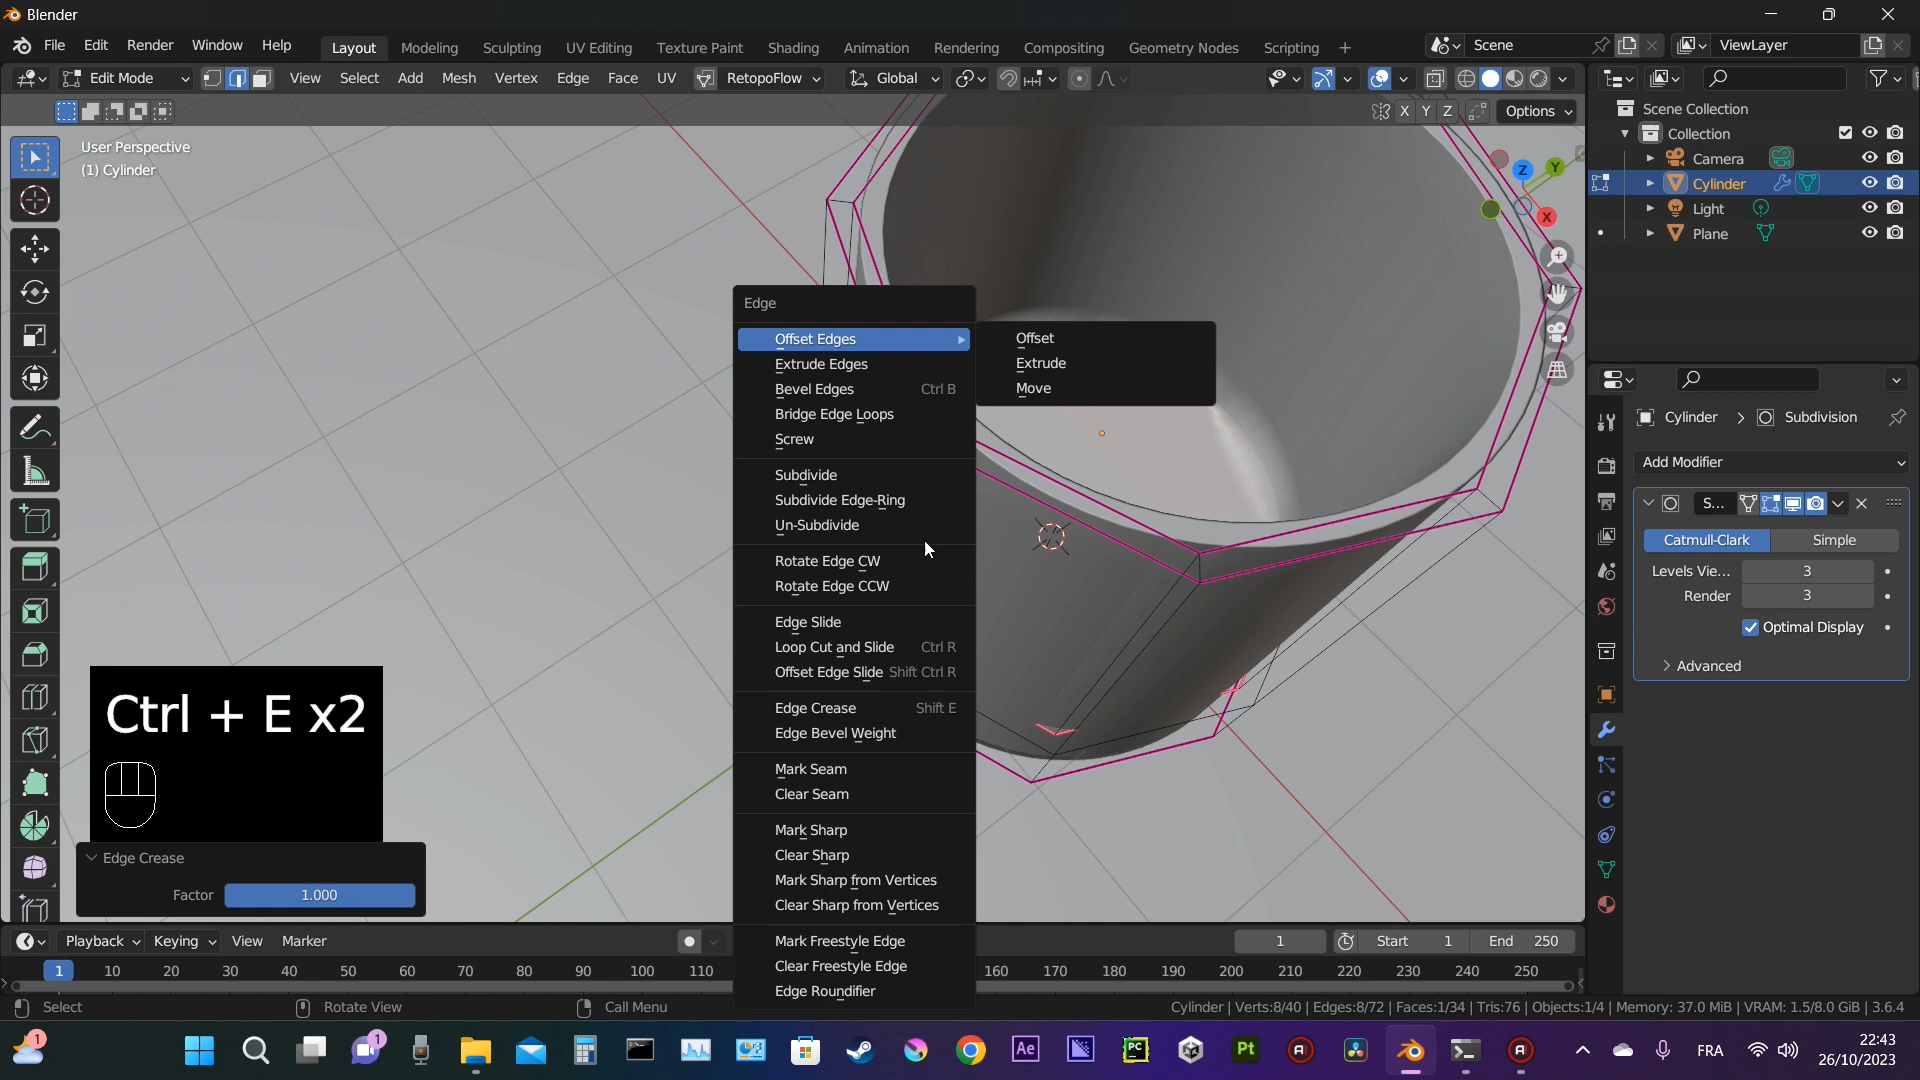 Blender
File Edit Render Window Help Layout Modeling Sculpting UV Editing Texture Paint Shading Animation Rendering Compositing Geometry Nodes Scripting + Scene ViewLayer
Edit Mode View Select Add Mesh Vertex Edge Face UV RetopoFlow Global
X Y Z Options
User Perspective
(1) Cylinder
Z Y X
Scene Collection
Collection
Camera
Cylinder
Light
Plane
Edge
Offset Edges
Extrude Edges
Bevel Edges Ctrl B
Bridge Edge Loops
Screw
Subdivide
Subdivide Edge-Ring
Un-Subdivide
Rotate Edge CW
Rotate Edge CCW
Edge Slide
Loop Cut and Slide Ctrl R
Offset Edge Slide Shift Ctrl R
Edge Crease Shift E
Edge Bevel Weight
Mark Seam
Clear Seam
Mark Sharp
Clear Sharp
Mark Sharp from Vertices
Clear Sharp from Vertices
Mark Freestyle Edge
Clear Freestyle Edge
Edge Roundifier
Offset
Extrude
Move
Cylinder > Subdivision
Add Modifier
S...
Catmull-Clark Simple
Levels Vie... 3
Render 3
Optimal Display
> Advanced
Ctrl + E x2
Edge Crease
Factor 1.000
Playback Keying View Marker 1 Start 1 End 250
1 10 20 30 40 50 60 70 80 90 100 110 160 170 180 190 200 210 220 230 240 250
Select Rotate View Call Menu Cylinder | Verts:8/40 | Edges:8/72 | Faces:1/34 | Tris:76 | Objects:1/4 | Memory: 37.0 MiB | VRAM: 1.5/8.0 GiB | 3.6.4
1 1 Ae PC Pt FRA 22:43
26/10/2023